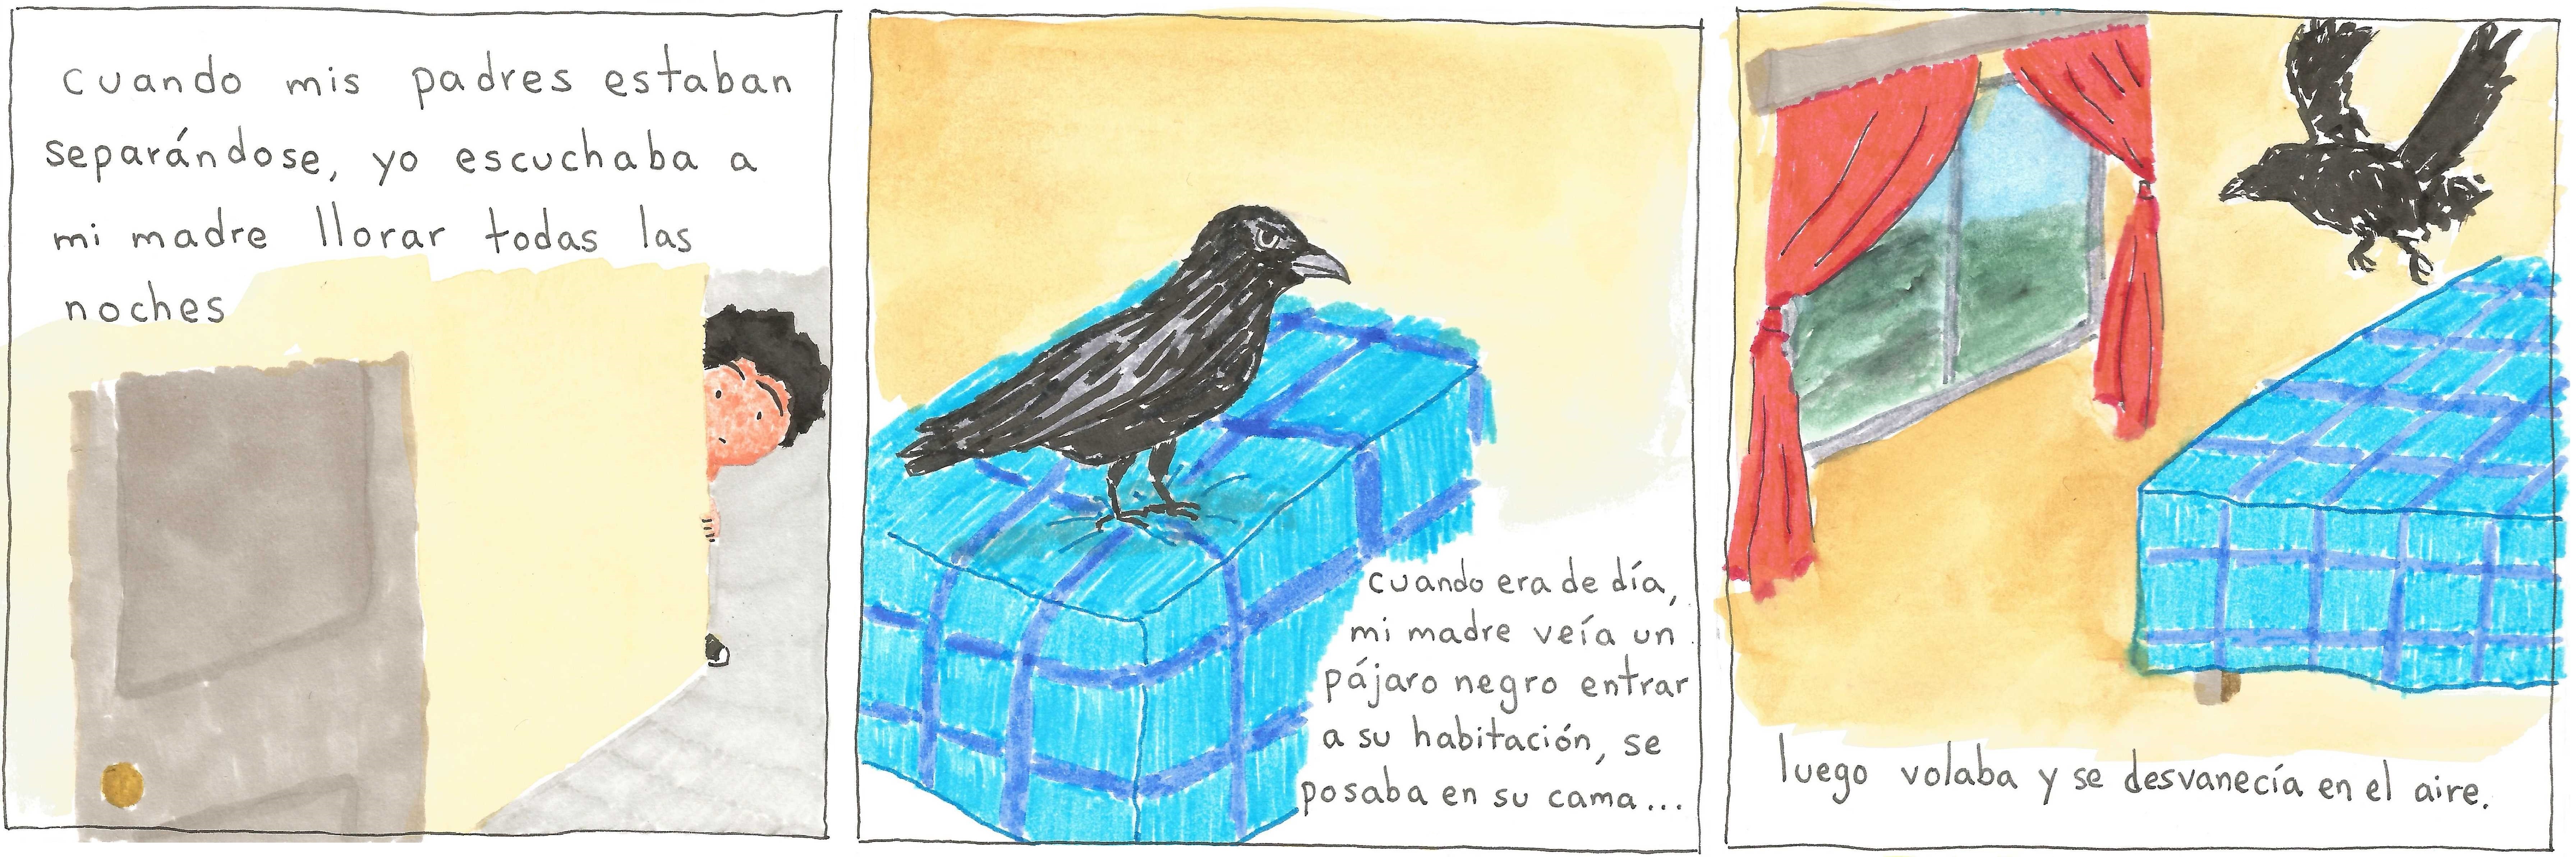 cuando mis padres estaban
separándose, yo escuchaba a
mi madre llorar todas las
noches
cuando era de día,
mi madre veía un
pájaro negro entrar
a su habitación, se
posaba en su cama...
luego volaba y se desvanecía en el aire.